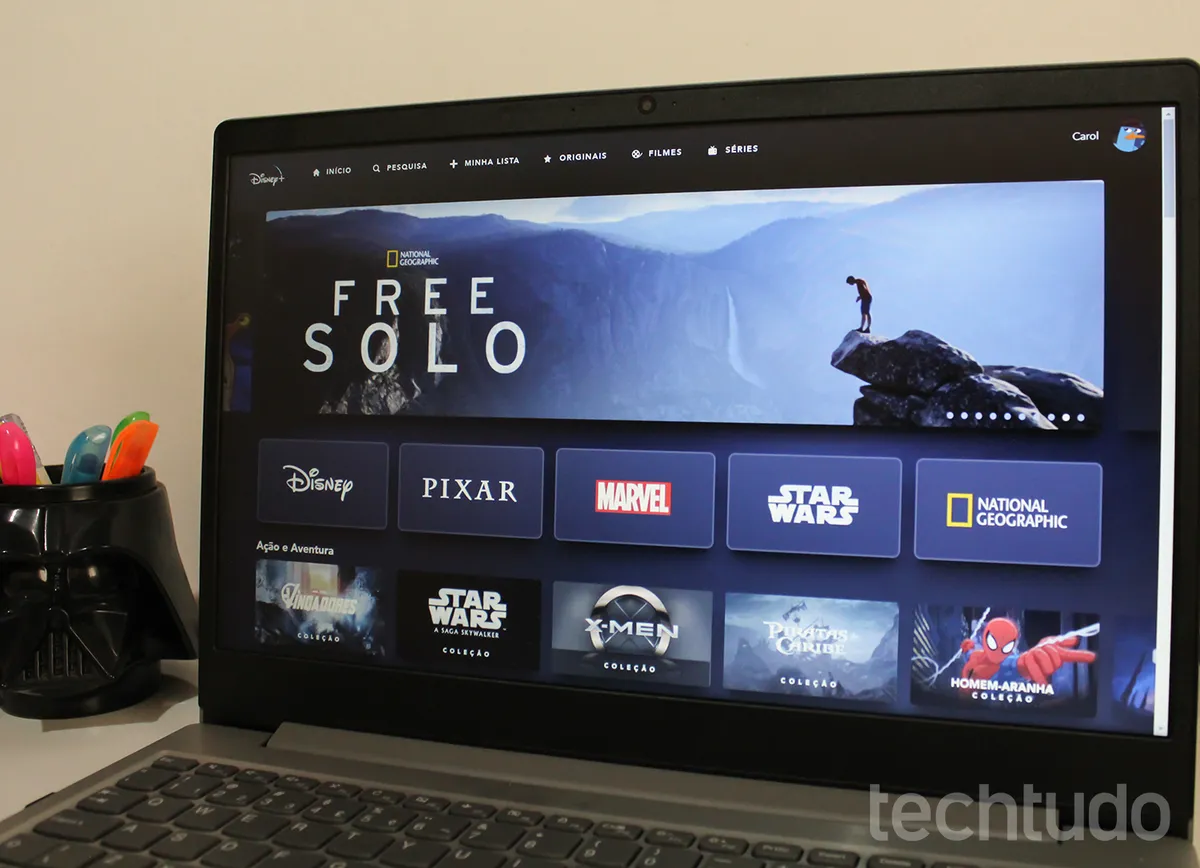 Disney+
INÍCIO
PESQUISA
MINHA LISTA
ORIGINAIS
FILMES
SÉRIES
Carol
NATIONAL
GEOGRAPHIC
FREE
SOLO
Disney
PIXAR
MARVEL
STAR
WARS
NATIONAL
GEOGRAPHIC
Ação e Aventura
VINGADORES
COLEÇÃO
STAR
WARS
A SAGA SKYWALKER
COLEÇÃO
X-MEN
COLEÇÃO
PIRATAS
CARIBE
COLEÇÃO
HOMEM-ARANHA
COLEÇÃO
techtudo